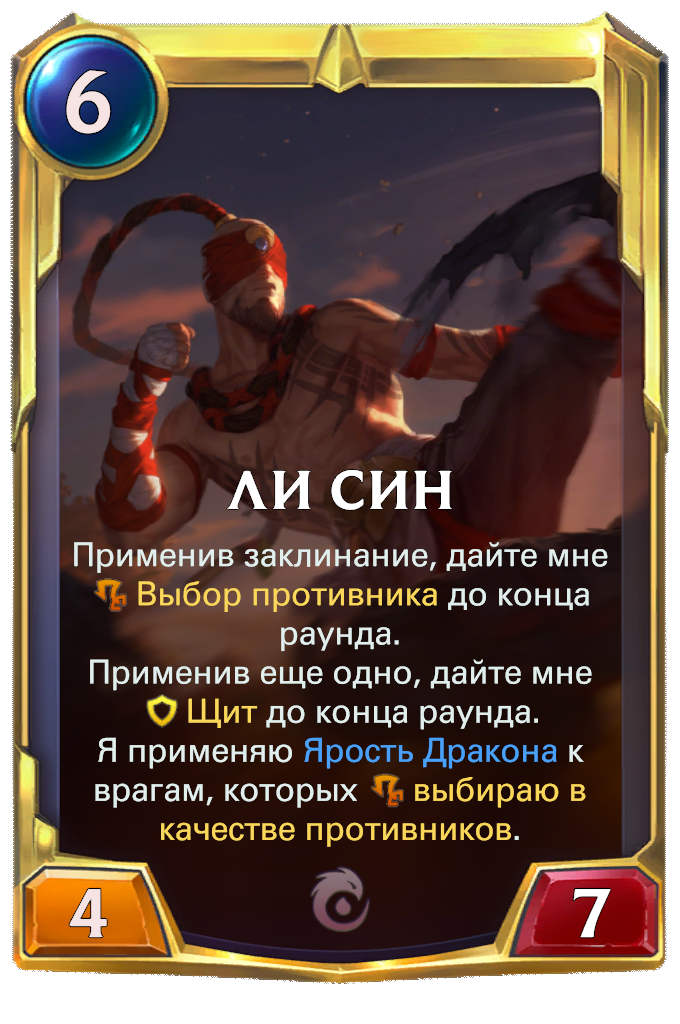 6
ЛИ СИН
Применив заклинание, дайте мне
Выбор противника до конца
раунда.
Применив еще одно, дайте мне
Щит до конца раунда.
Я применяю Ярость Дракона к
врагам, которых выбираю в
качестве противников.
4
7